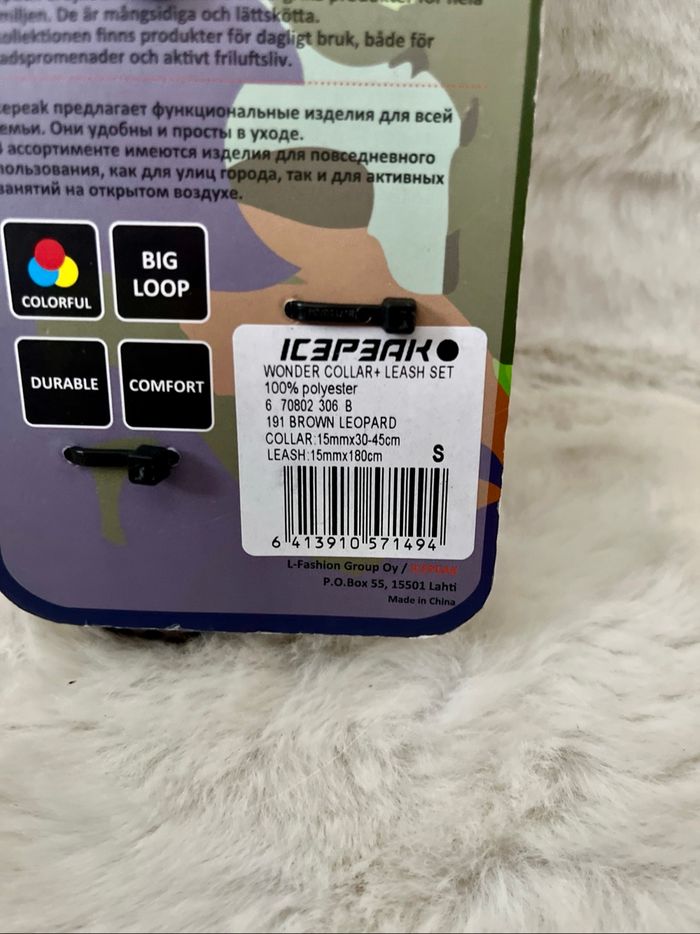 miljen. De är mångsidiga och lättskötta.
ollektionen finns produkter för dagligt bruk, både för
adspromenader och aktivt friluftsliv.
cepeak предлагает функциональные изделия для всей
емьи. Они удобны и просты в уходе.
ассортименте имеются изделия для повседневного
пользования, как для улиц города, так и для активных
занятий на открытом воздухе.
COLORFUL
BIG
LOOP
DURABLE
COMFORT
ICEPEAK
WONDER COLLAR+ LEASH SET
100% polyester
6 70802 306 B
191 BROWN LEOPARD
COLLAR:15mmx30-45cm
LEASH:15mmx180cm S
6 413910 571494
L-Fashion Group Oy / ICEPEAK
P.O.Box 55, 15501 Lahti
Made in China